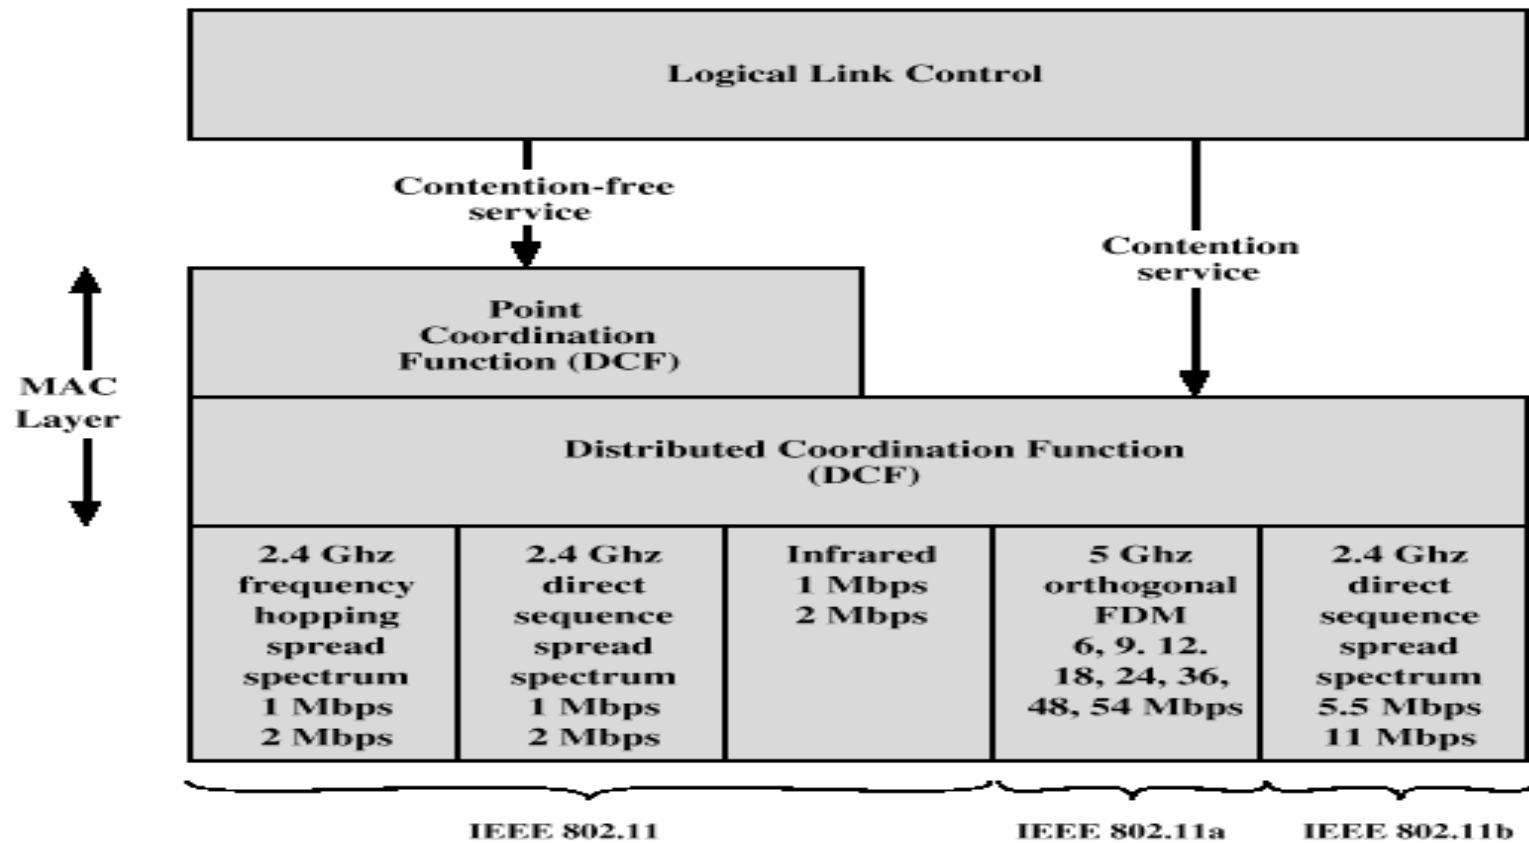 Logical Link Control
Contention-free
service
Contention
service
Point
Coordination
Function (DCF)
MAC
Layer
Distributed Coordination Function
(DCF)
2.4 Ghz
frequency
hopping
spread
spectrum
1 Mbps
2 Mbps
2.4 Ghz
direct
sequence
spread
spectrum
1 Mbps
2 Mbps
Infrared
1 Mbps
2 Mbps
5 Ghz
orthogonal
FDM
6, 9. 12.
18, 24, 36,
48, 54 Mbps
2.4 Ghz
direct
sequence
spread
spectrum
5.5 Mbps
11 Mbps
IEEE 802.11
IEEE 802.11a
IEEE 802.11b